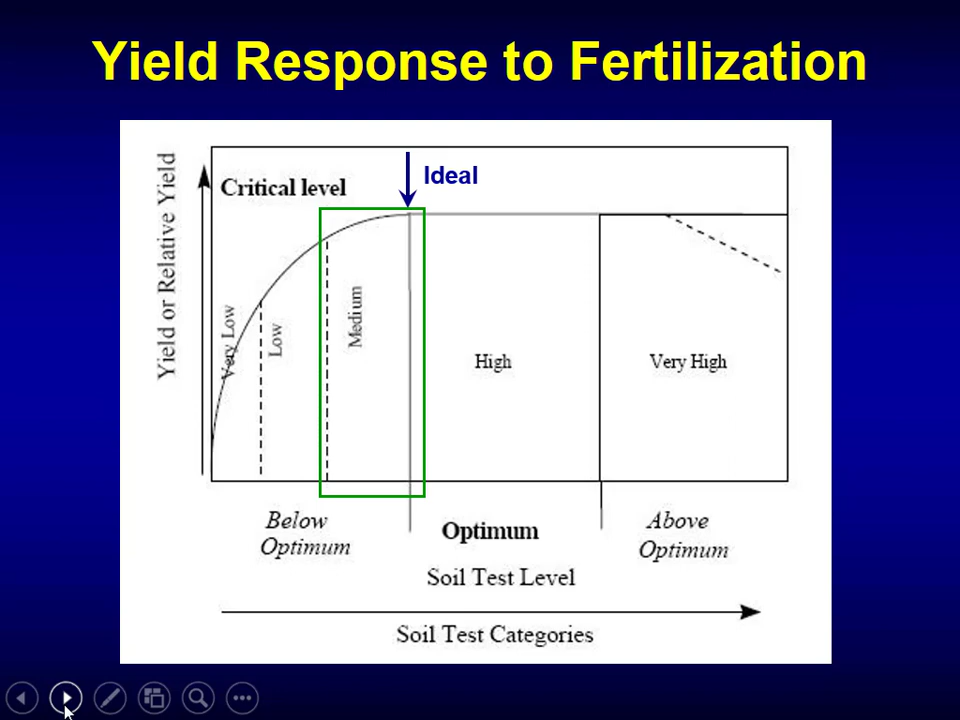 Yield Response to Fertilization
Ideal
Critical level
Yield or Relative Yield
Very Low
Low
Medium
High
Very High
Below
Optimum
Optimum
Above
Optimum
Soil Test Level
Soil Test Categories